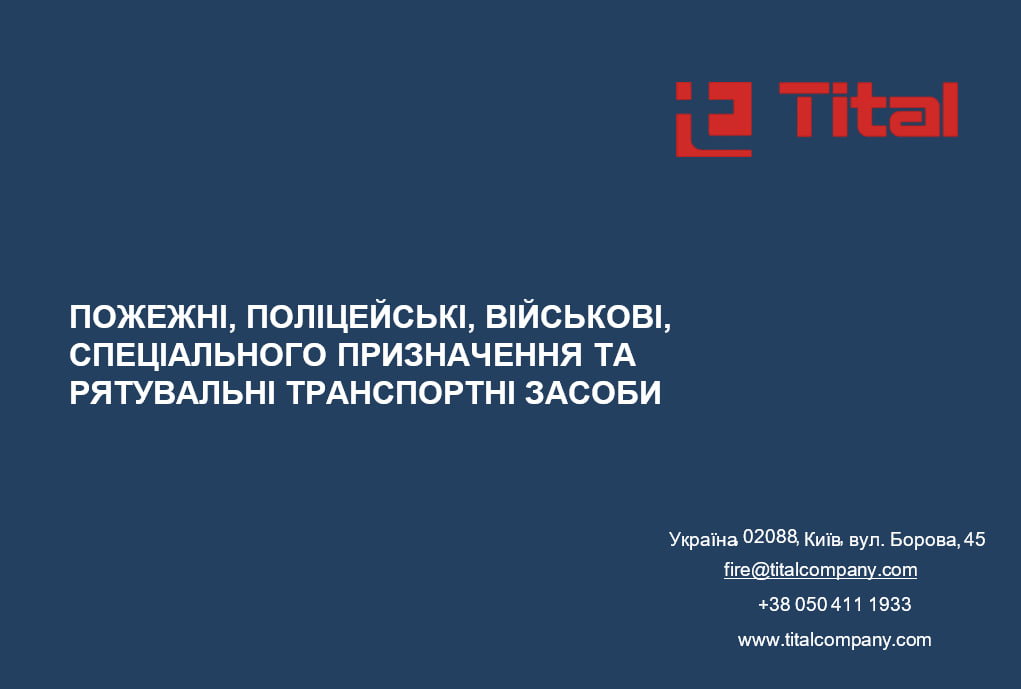 Tital
ПОЖЕЖНІ, ПОЛІЦЕЙСЬКІ, ВІЙСЬКОВІ,
СПЕЦІАЛЬНОГО ПРИЗНАЧЕННЯ ТА
РЯТУВАЛЬНІ ТРАНСПОРТНІ ЗАСОБИ
Україна, 02088, Київ, вул. Борова, 45
fire@titalcompany.com
+38 050 411 1933
www.titalcompany.com